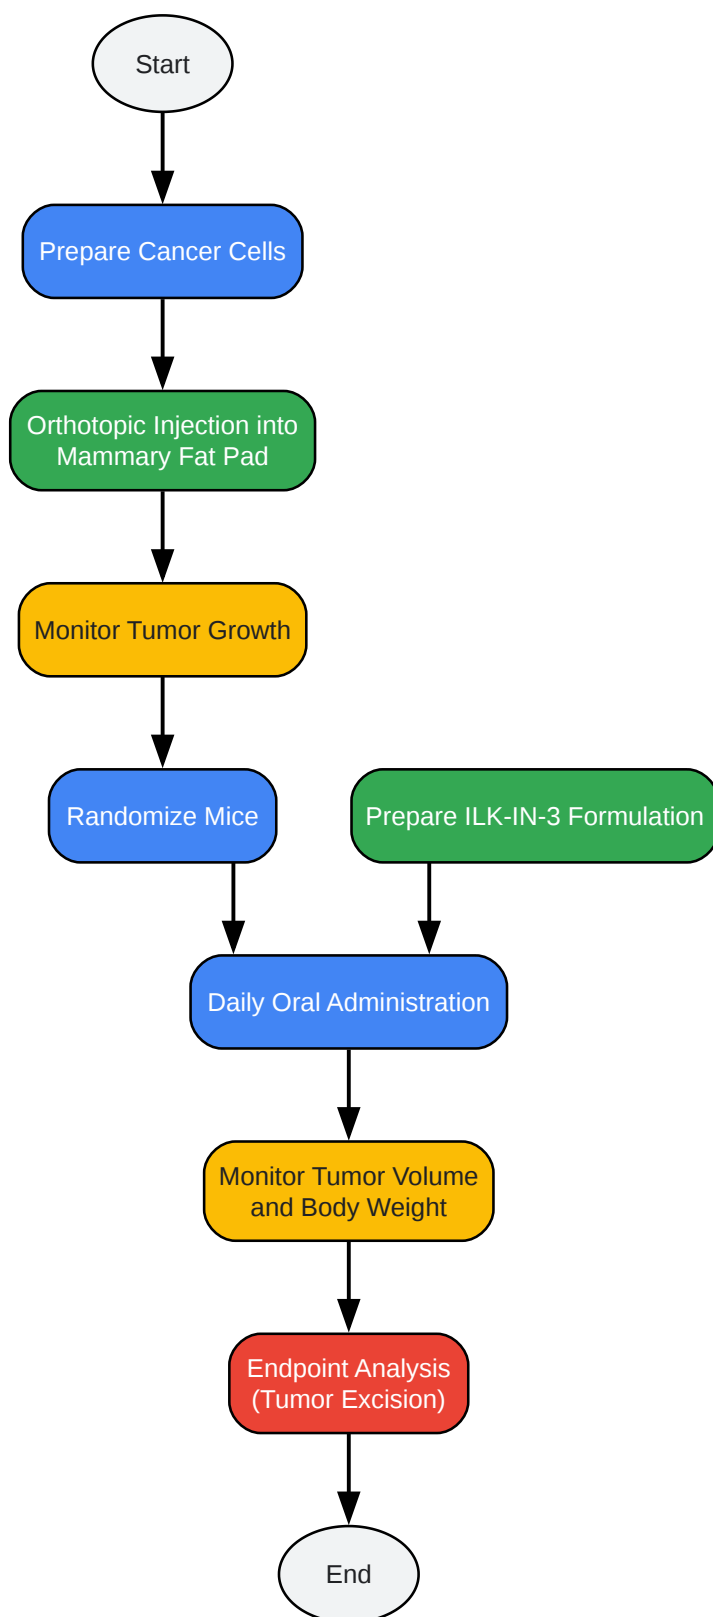 Start
Prepare Cancer Cells
Orthotopic Injection into
Mammary Fat Pad
Monitor Tumor Growth
Randomize Mice
Prepare ILK-IN-3 Formulation
Daily Oral Administration
Monitor Tumor Volume
and Body Weight
Endpoint Analysis
(Tumor Excision)
End